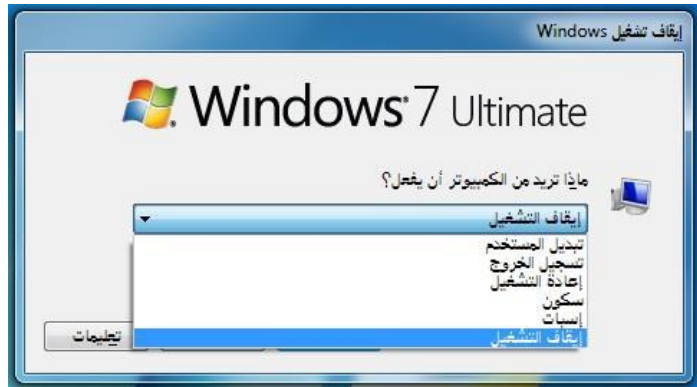 إيقاف تشغيل Windows
Windows 7 Ultimate
ماذا تريد من الكمبيوتر أن يفعل؟
إيقاف التشغيل
تبديل المستخدم
تسجيل الخروج
إعادة التشغيل
سكون
إسبات
إيقاف التشغيل
تعليمات